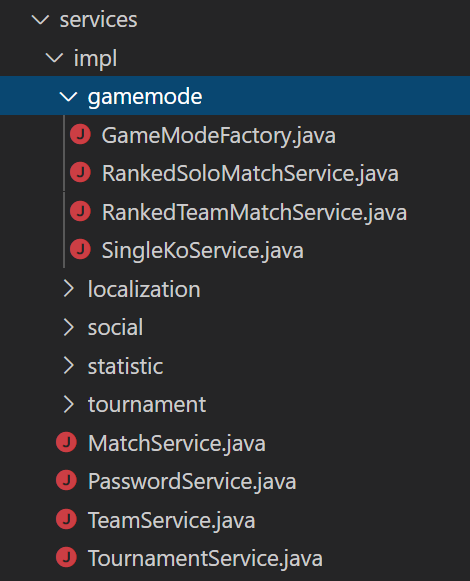 services
impl
gamemode
J GameModeFactory.java
J RankedSoloMatchService.java
J RankedTeamMatchService.java
J SingleKoService.java
localization
social
statistic
tournament
J MatchService.java
J PasswordService.java
J TeamService.java
J TournamentService.java